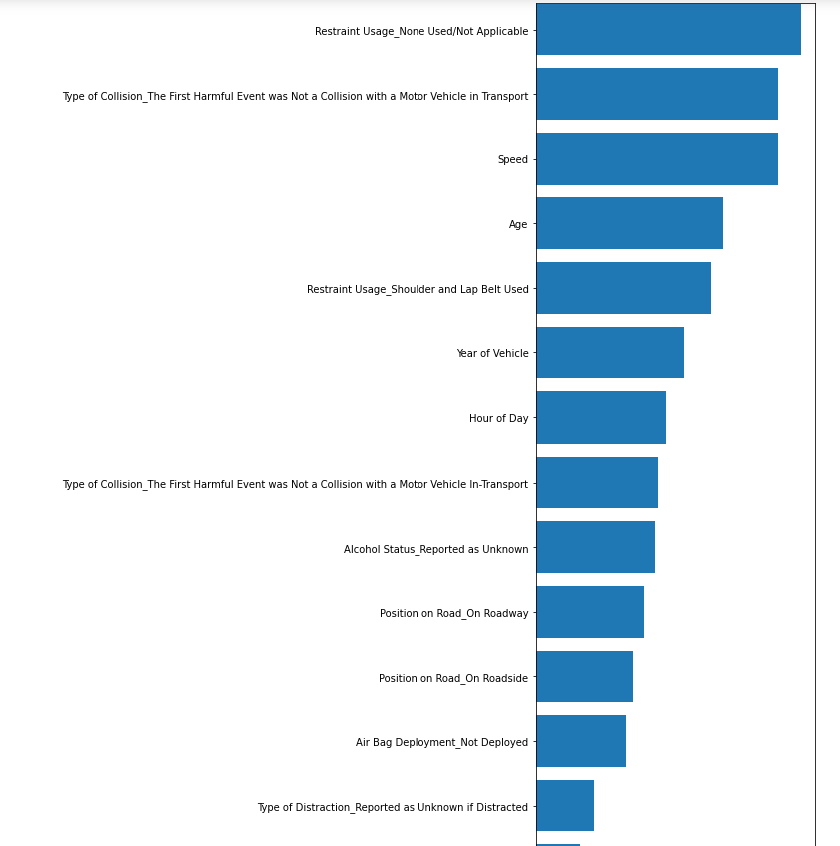 Restraint Usage_None Used/Not Applicable
Type of Collision_The First Harmful Event was Not a Collision with a Motor Vehicle in Transport
Speed
Age
Restraint Usage_Shoulder and Lap Belt Used
Year of Vehicle
Hour of Day
Type of Collision_The First Harmful Event was Not a Collision with a Motor Vehicle In-Transport
Alcohol Status_Reported as Unknown
Position on Road_On Roadway
Position on Road_On Roadside
Air Bag Deployment_Not Deployed
Type of Distraction_Reported as Unknown if Distracted